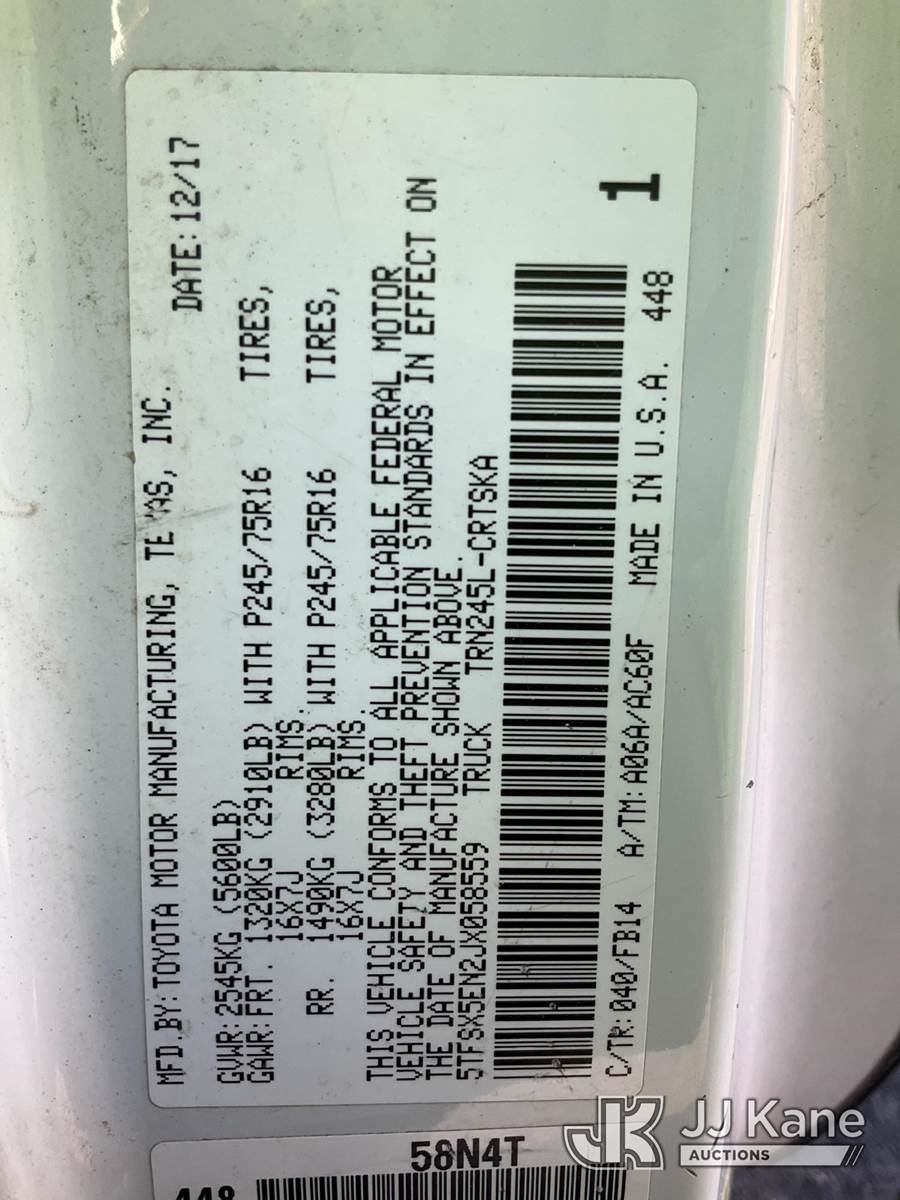 MFD.BY:TOYOTA MOTOR MANUFACTURING, TEXAS, INC.
DATE:12/17
GVWR:2545KG (5600LB)
GAWR:FRT. 1320KG (2910LB) WITH P245/75R16 TIRES,
16X7J RIMS.
RR. 1490KG (3280LB) WITH P245/75R16 TIRES,
16X7J RIMS.
THIS VEHICLE CONFORMS TO ALL APPLICABLE FEDERAL MOTOR
VEHICLE SAFETY AND THEFT PREVENTION STANDARDS IN EFFECT ON
THE DATE OF MANUFACTURE SHOWN ABOVE.
5TFSX5EN2JX058559 TRUCK TRN245L-CRTSKA
1
C/TR:040/FB14 A/TM:A06A/AC60F MADE IN U.S.A. 448
58N4T
448
JK JJ Kane
AUCTIONS